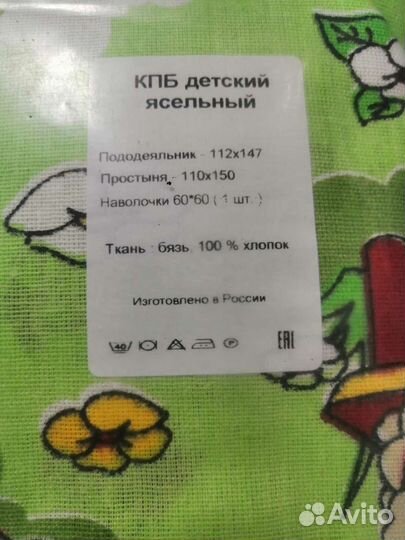 КПБ детский
ясельный
Пододеяльник - 112х147
Простыня - 110х150
Наволочки 60*60 ( 1 шт. )
Ткань : бязь, 100 % хлопок
Изготовлено в России
40
P
EAC
Avito